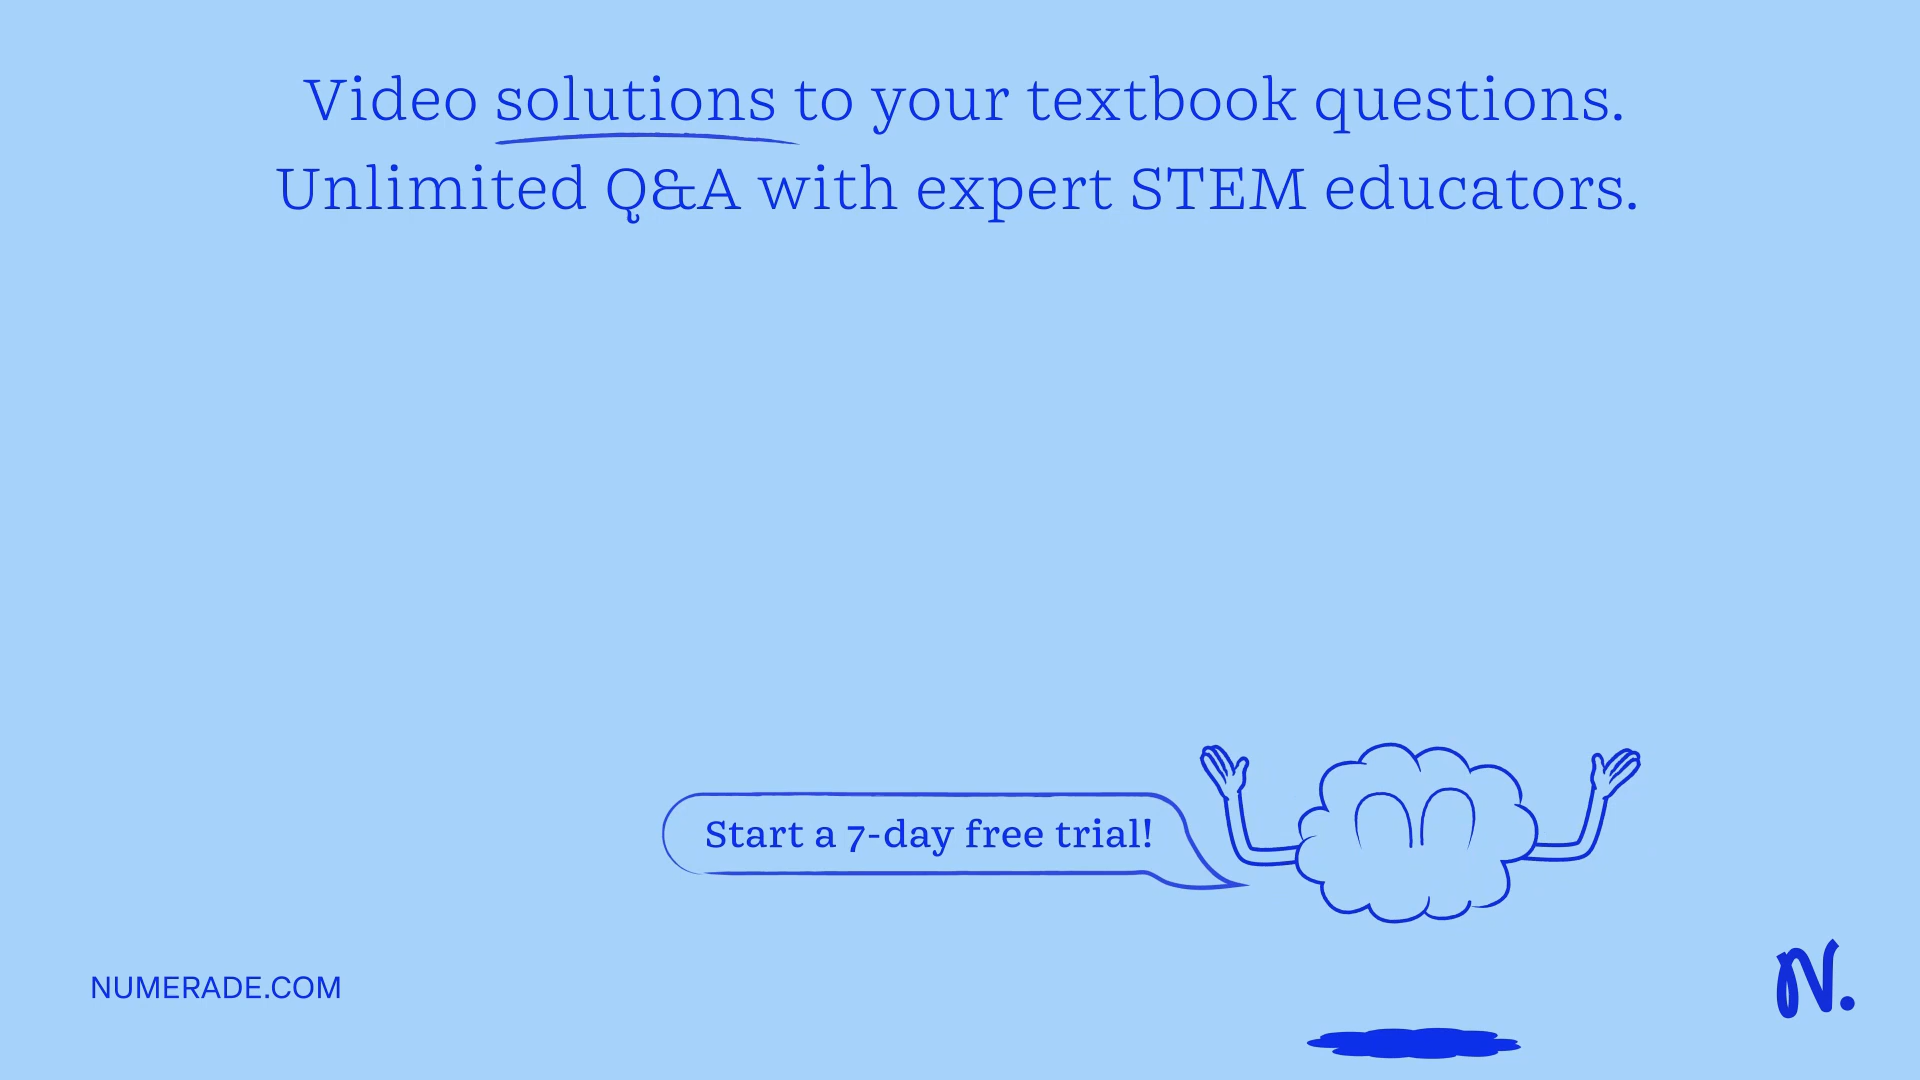 Video solutions to your textbook questions.
Unlimited Q&A with expert STEM educators.
Start a 7-day free trial!
NUMERADE.COM
N.